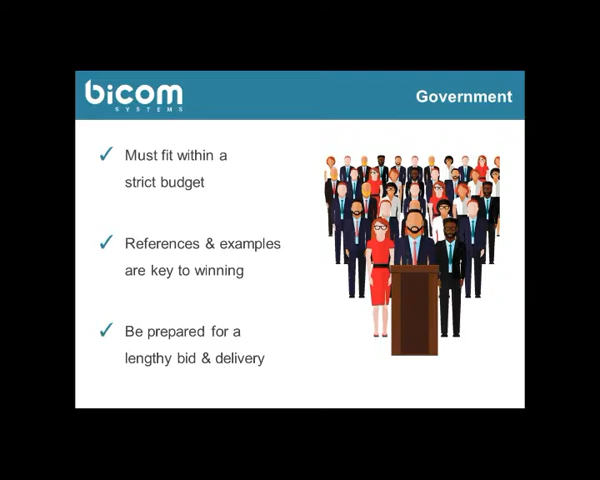 bicom
SYSTEMS
Government
✓ Must fit within a
strict budget
✓ References & examples
are key to winning
✓ Be prepared for a
lengthy bid & delivery